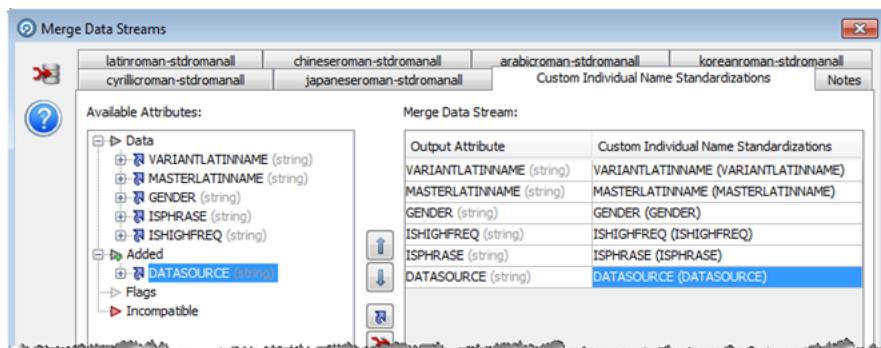 Merge Data Streams
latinroman-stdromanall chineseroman-stdromanall arabicroman-stdromanall koreanroman-stdromanall
cyrillicroman-stdromanall japaneseroman-stdromanall Custom Individual Name Standardizations Notes
Available Attributes:
Data
VARIANTLATINNAME (string)
MASTERLATINNAME (string)
GENDER (string)
ISPHRASE (string)
ISHIGHFREQ (string)
Added
DATASOURCE (string)
Flags
Incompatible
Merge Data Stream:
Output Attribute Custom Individual Name Standardizations
VARIANTLATINNAME (string) VARIANTLATINNAME (VARIANTLATINNAME)
MASTERLATINNAME (string) MASTERLATINNAME (MASTERLATINNAME)
GENDER (string) GENDER (GENDER)
ISHIGHFREQ (string) ISHIGHFREQ (ISHIGHFREQ)
ISPHRASE (string) ISPHRASE (ISPHRASE)
DATASOURCE (string) DATASOURCE (DATASOURCE)